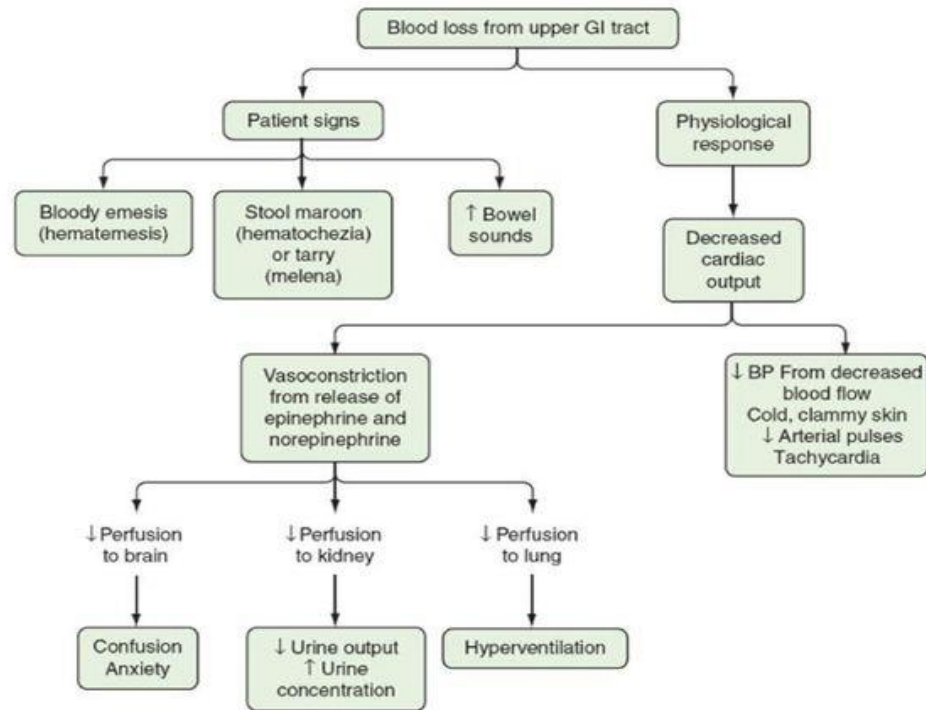 Blood loss from upper GI tract
Patient signs
Physiological
response
Bloody emesis
(hematemesis)
Stool maroon
(hematochezia)
or tarry
(melena)
↑ Bowel
sounds
Decreased
cardiac
output
Vasoconstriction
from release of
epinephrine and
norepinephrine
↓ BP From decreased
blood flow
Cold, clammy skin
↓ Arterial pulses
Tachycardia
↓ Perfusion
to brain
↓ Perfusion
to kidney
↓ Perfusion
to lung
Confusion
Anxiety
↓ Urine output
↑ Urine
concentration
Hyperventilation